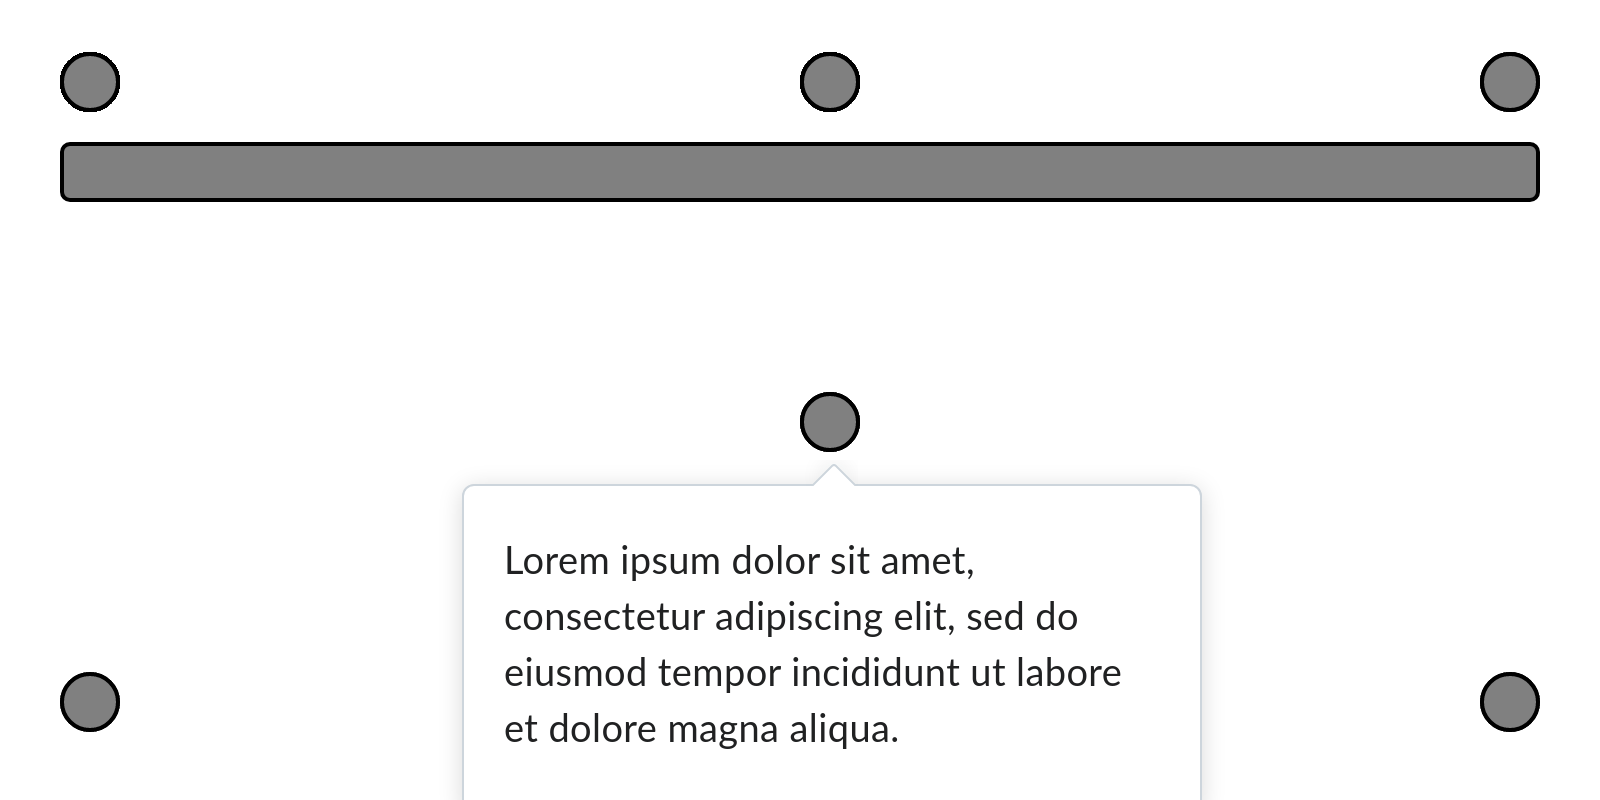 Lorem ipsum dolor sit amet,
consectetur adipiscing elit, sed do
eiusmod tempor incididunt ut labore
et dolore magna aliqua.